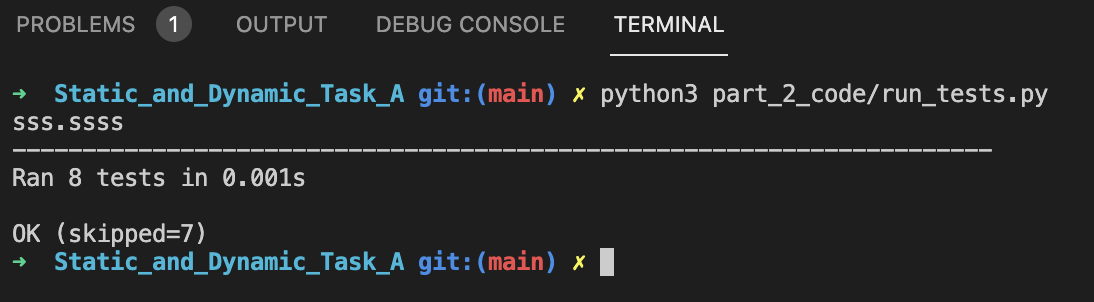 PROBLEMS 1 OUTPUT DEBUG CONSOLE TERMINAL
➜ Static_and_Dynamic_Task_A git:(main) ✗ python3 part_2_code/run_tests.py
sss.ssss
----------------------------------------------------------------------
Ran 8 tests in 0.001s
OK (skipped=7)
➜ Static_and_Dynamic_Task_A git:(main) ✗